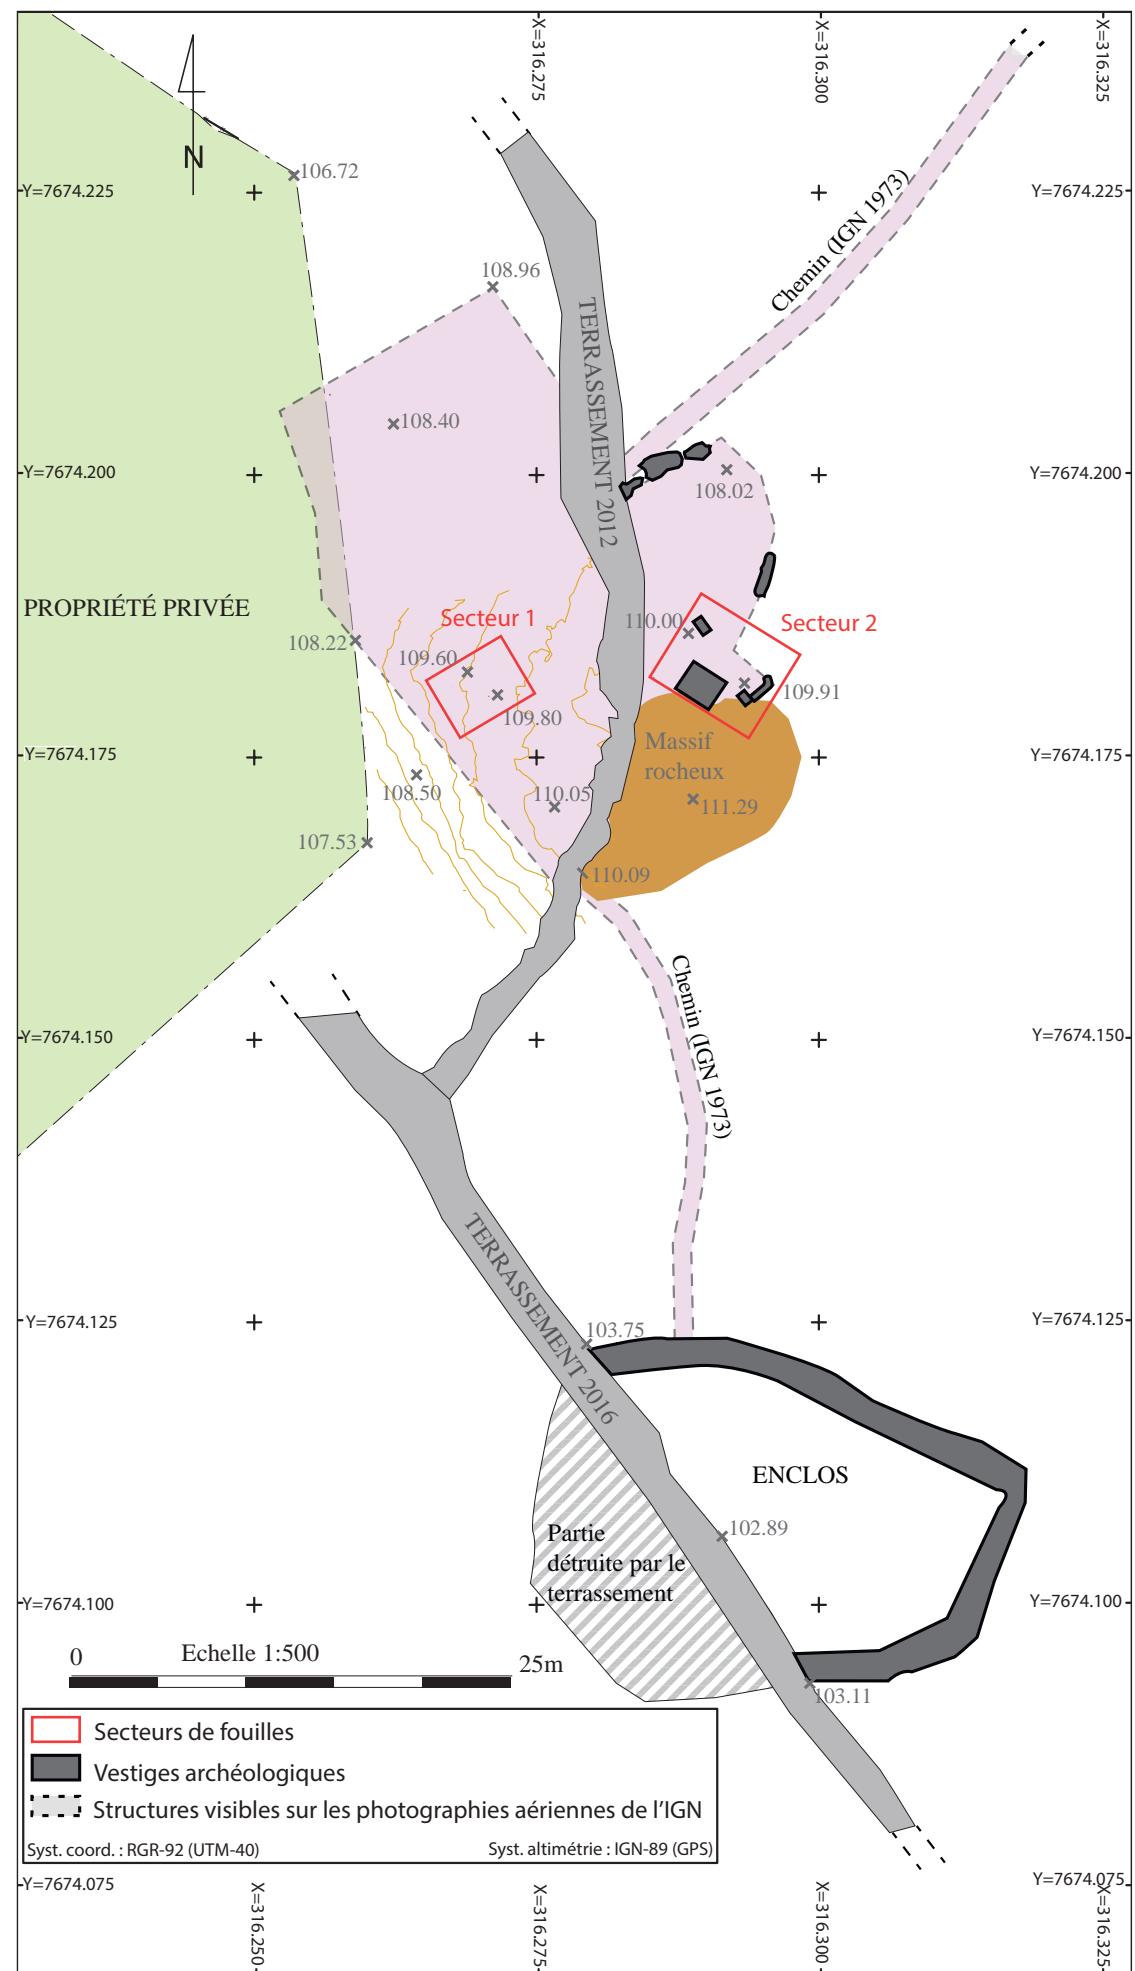 X=316.275
X=316.300
X=316.325
N
106.72
Y=7674.225
Y=7674.225
Chemin (IGN 1973)
108.96
TERRASSEMENT 2012
108.40
Y=7674.200
Y=7674.200
108.02
PROPRIÉTÉ PRIVÉE
Secteur 1
110.00
Secteur 2
108.22
109.60
109.91
109.80
Y=7674.175
Y=7674.175
Massif
rocheux
108.50
110.05
111.29
107.53
110.09
Chemin (IGN 1973)
Y=7674.150
Y=7674.150
TERRASSEMENT 2016
Y=7674.125
Y=7674.125
103.75
ENCLOS
102.89
Partie
détruite par le
terrassement
Y=7674.100
Y=7674.100
0
Echelle 1:500
25m
103.11
Secteurs de fouilles
Vestiges archéologiques
Structures visibles sur les photographies aériennes de l'IGN
Syst. coord. : RGR-92 (UTM-40)
Syst. altimétrie : IGN-89 (GPS)
Y=7674.075
Y=7674.075
X=316.250
X=316.275
X=316.300
X=316.325